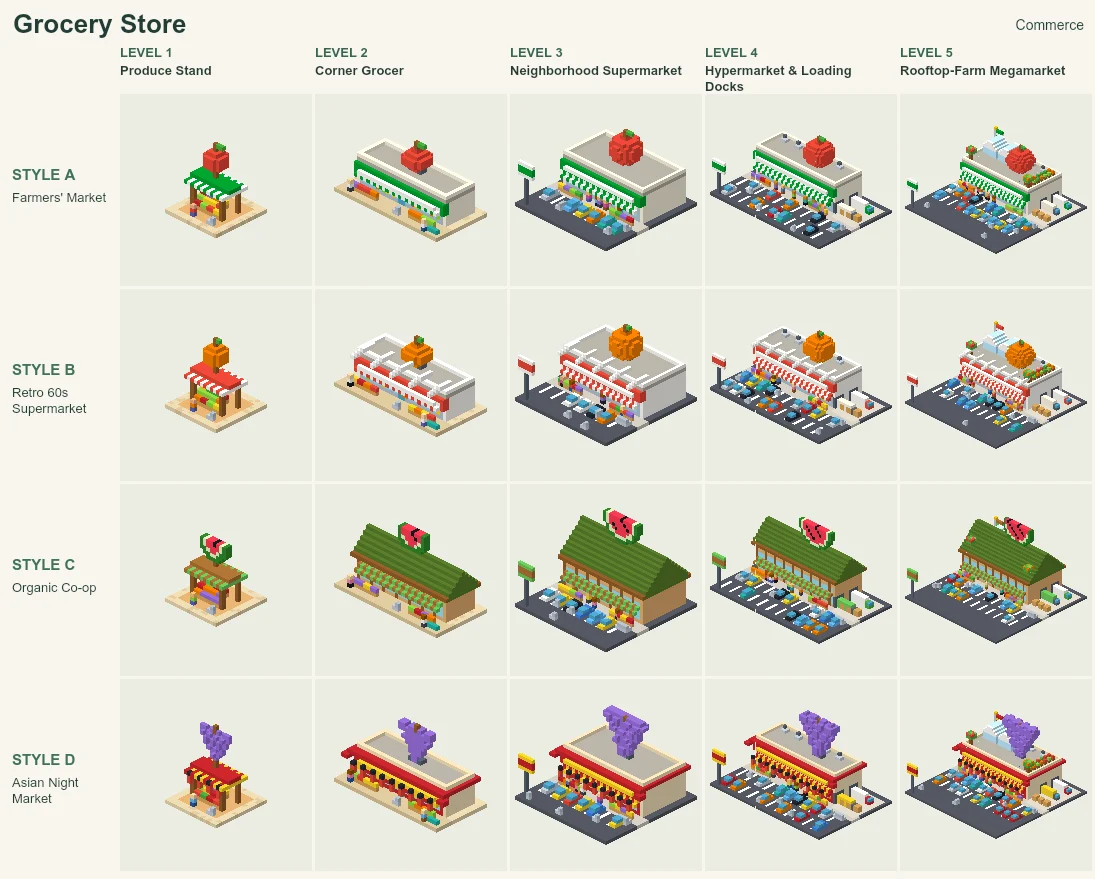 Grocery Store
Commerce
LEVEL 1
Produce Stand
LEVEL 2
Corner Grocer
LEVEL 3
Neighborhood Supermarket
LEVEL 4
Hypermarket & Loading
Docks
LEVEL 5
Rooftop-Farm Megamarket
STYLE A
Farmers' Market
STYLE B
Retro 60s
Supermarket
STYLE C
Organic Co-op
STYLE D
Asian Night
Market